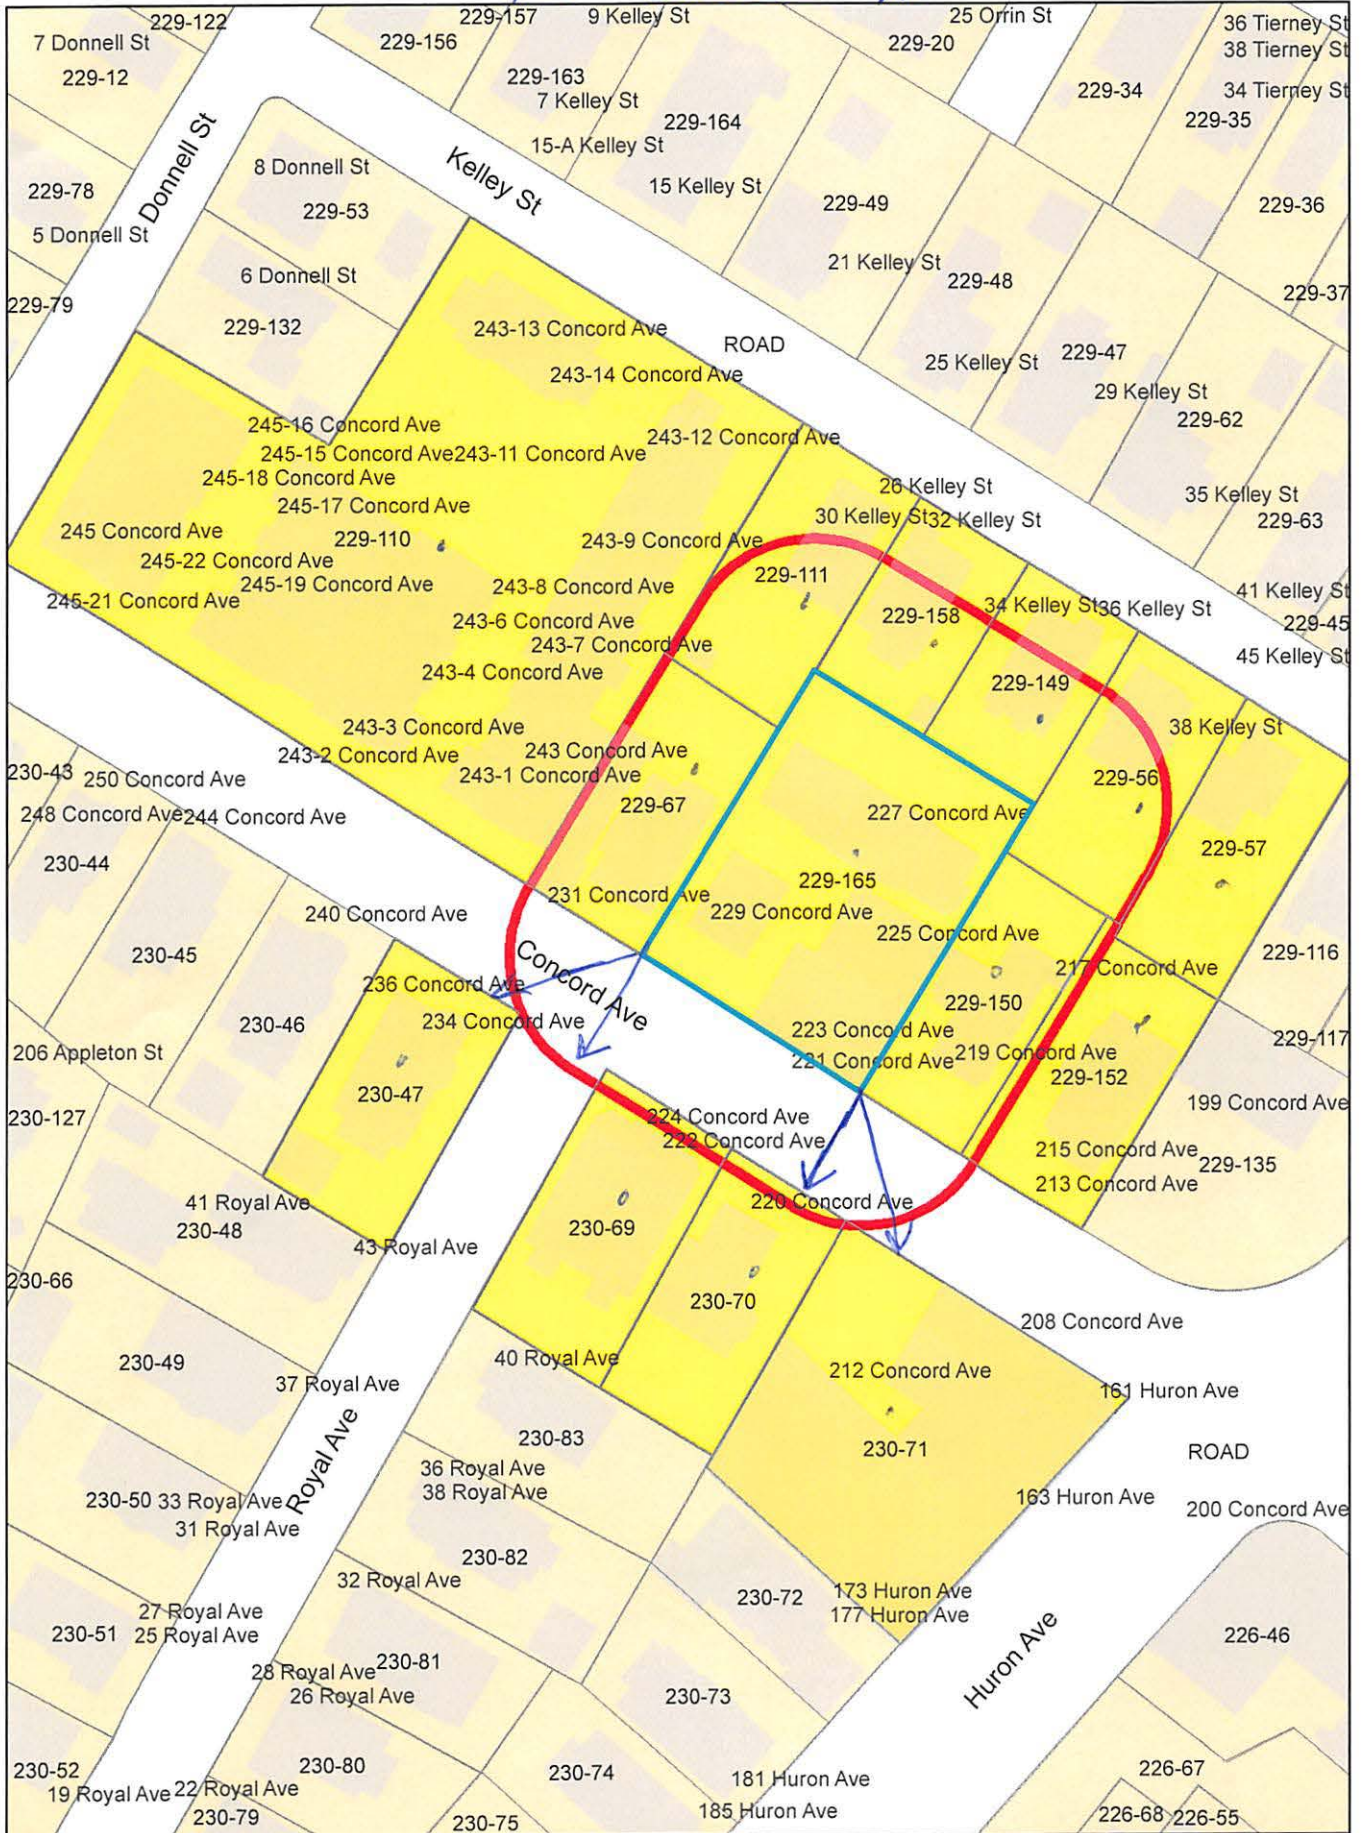 229-122
229-157
9 Kelley St
25 Orrin St
36 Tierney St
7 Donnell St
229-156
229-20
38 Tierney St
229-12
229-163
7 Kelley St
229-34
34 Tierney St
229-164
229-35
Donnell St
15-A Kelley St
8 Donnell St
Kelley St
229-78
15 Kelley St
229-53
229-49
229-36
5 Donnell St
21 Kelley St
6 Donnell St
229-48
229-79
229-37
229-132
243-13 Concord Ave
ROAD
229-47
25 Kelley St
243-14 Concord Ave
29 Kelley St
229-62
245-16 Concord Ave
243-12 Concord Ave
245-15 Concord Ave
243-11 Concord Ave
245-18 Concord Ave
26 Kelley St
35 Kelley St
245-17 Concord Ave
30 Kelley St
32 Kelley St
229-63
245 Concord Ave
229-110
243-9 Concord Ave
245-22 Concord Ave
229-111
245-19 Concord Ave
243-8 Concord Ave
41 Kelley St
245-21 Concord Ave
34 Kelley St
36 Kelley St
243-6 Concord Ave
229-158
229-45
243-7 Concord Ave
45 Kelley St
243-4 Concord Ave
229-149
243-3 Concord Ave
38 Kelley St
243-2 Concord Ave
243 Concord Ave
230-43
250 Concord Ave
243-1 Concord Ave
229-56
229-67
248 Concord Ave
244 Concord Ave
227 Concord Ave
230-44
229-57
229-165
231 Concord Ave
240 Concord Ave
229 Concord Ave
225 Concord Ave
230-45
229-116
Concord Ave
217 Concord Ave
236 Concord Ave
229-150
234 Concord Ave
230-46
223 Concord Ave
229-117
206 Appleton St
221 Concord Ave
219 Concord Ave
229-152
230-47
199 Concord Ave
230-127
224 Concord Ave
222 Concord Ave
215 Concord Ave
229-135
213 Concord Ave
41 Royal Ave
220 Concord Ave
230-48
230-69
43 Royal Ave
230-66
230-70
208 Concord Ave
230-49
40 Royal Ave
212 Concord Ave
37 Royal Ave
161 Huron Ave
230-83
230-71
ROAD
Royal Ave
36 Royal Ave
38 Royal Ave
230-50
33 Royal Ave
163 Huron Ave
200 Concord Ave
31 Royal Ave
230-82
32 Royal Ave
173 Huron Ave
230-72
27 Royal Ave
177 Huron Ave
230-51
25 Royal Ave
226-46
Huron Ave
28 Royal Ave
230-81
26 Royal Ave
230-73
230-52
230-80
230-74
226-67
181 Huron Ave
19 Royal Ave
22 Royal Ave
185 Huron Ave
230-79
230-75
226-68
226-55